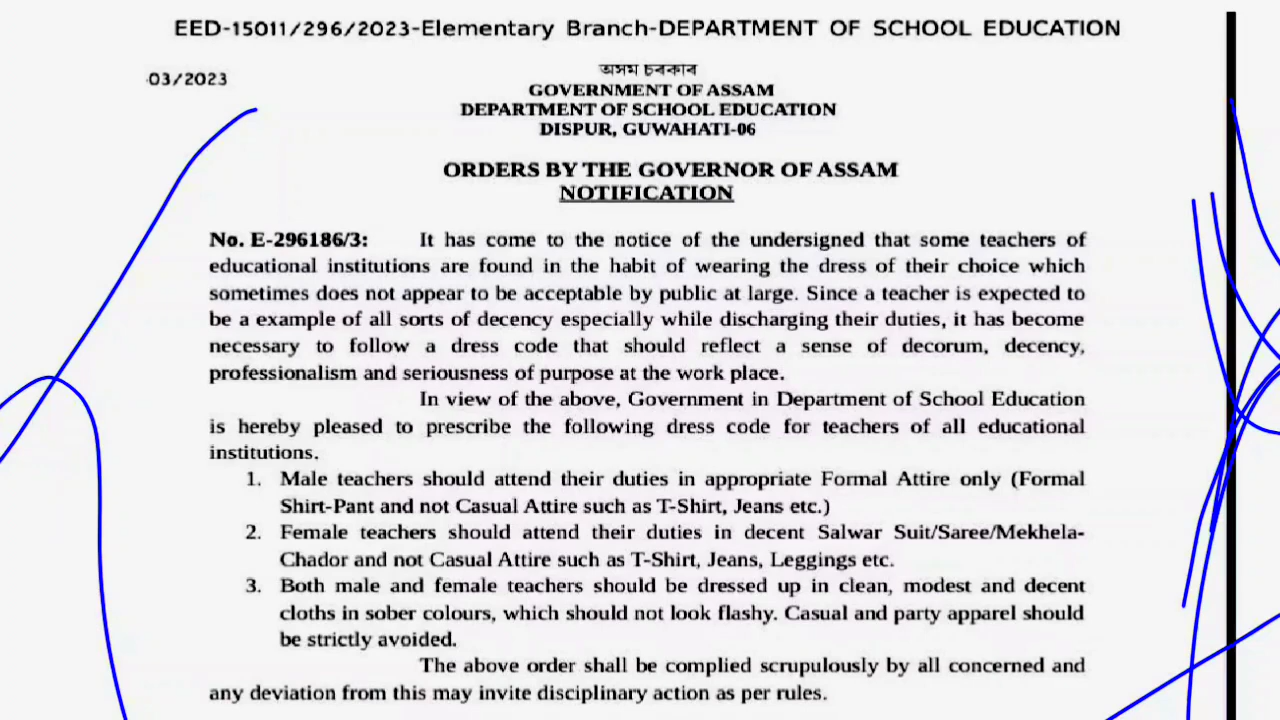 EED-15011/296/2023-Elementary Branch-DEPARTMENT OF SCHOOL EDUCATION
03/2023
অসম চৰকাৰ
GOVERNMENT OF ASSAM
DEPARTMENT OF SCHOOL EDUCATION
DISPUR, GUWAHATI-06
ORDERS BY THE GOVERNOR OF ASSAM
NOTIFICATION
No. E-296186/3: It has come to the notice of the undersigned that some teachers of
educational institutions are found in the habit of wearing the dress of their choice which
sometimes does not appear to be acceptable by public at large. Since a teacher is expected to
be a example of all sorts of decency especially while discharging their duties, it has become
necessary to follow a dress code that should reflect a sense of decorum, decency,
professionalism and seriousness of purpose at the work place.
In view of the above, Government in Department of School Education
is hereby pleased to prescribe the following dress code for teachers of all educational
institutions.
1. Male teachers should attend their duties in appropriate Formal Attire only (Formal
Shirt-Pant and not Casual Attire such as T-Shirt, Jeans etc.)
2. Female teachers should attend their duties in decent Salwar Suit/Saree/Mekhela-
Chador and not Casual Attire such as T-Shirt, Jeans, Leggings etc.
3. Both male and female teachers should be dressed up in clean, modest and decent
cloths in sober colours, which should not look flashy. Casual and party apparel should
be strictly avoided.
The above order shall be complied scrupulously by all concerned and
any deviation from this may invite disciplinary action as per rules.